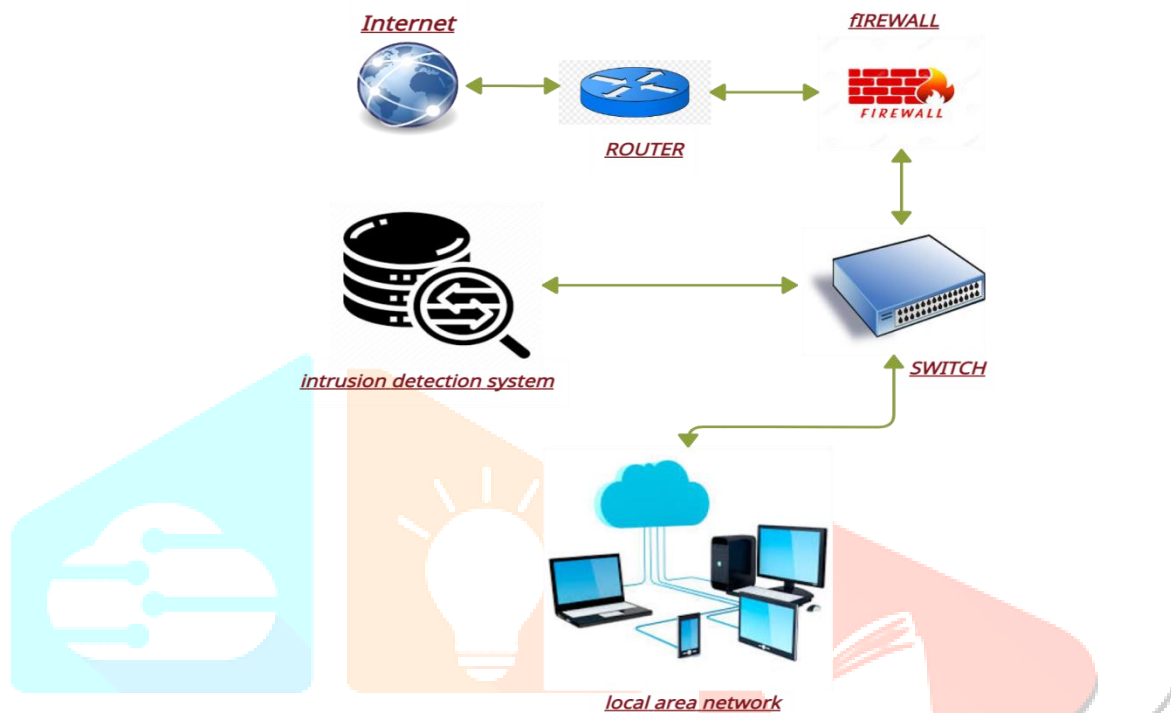 Internet
fIREWALL
FIREWALL
ROUTER
intrusion detection system
SWITCH
local area network